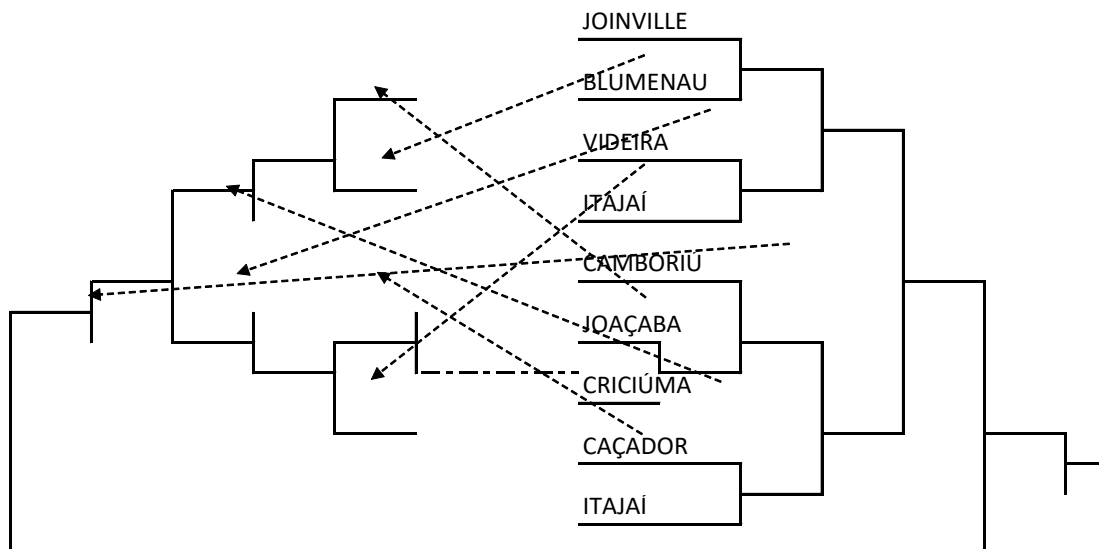 JOINVILLE
BLUMENAU
VIDEIRA
ITAJAÍ
CAMBORIU
JOAÇABA
CRICIÚMA
CAÇADOR
ITAJAÍ